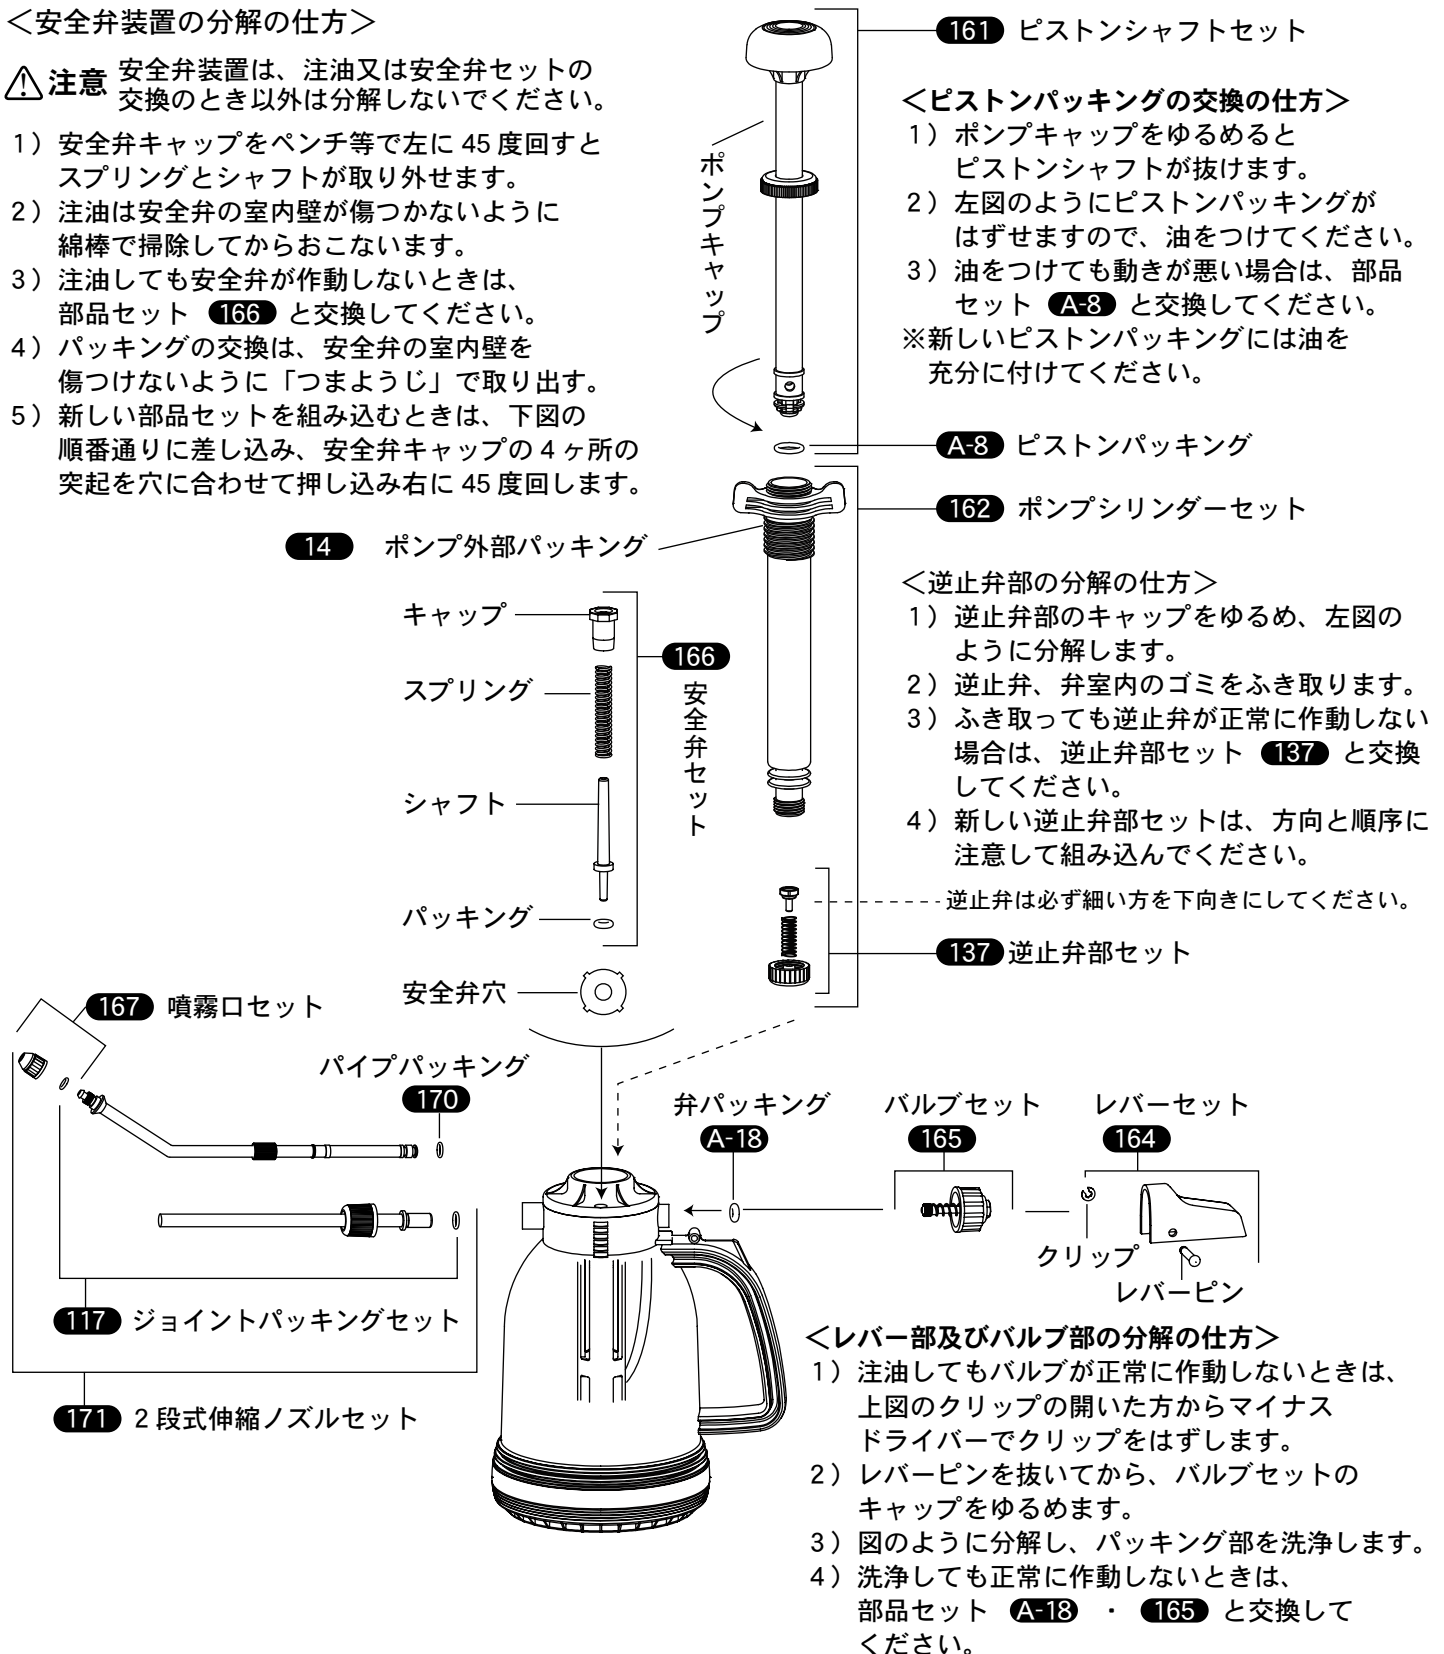 ＜安全弁装置の分解の仕方＞
注意 安全弁装置は、注油又は安全弁セットの
交換のとき以外は分解しないでください。
1）安全弁キャップをペンチ等で左に 45 度回すと
スプリングとシャフトが取り外せます。
2）注油は安全弁の室内壁が傷つかないように
綿棒で掃除してからおこないます。
3）注油しても安全弁が作動しないときは、
部品セット 166 と交換してください。
4）パッキングの交換は、安全弁の室内壁を
傷つけないように「つまようじ」で取り出す。
5）新しい部品セットを組み込むときは、下図の
順番通りに差し込み、安全弁キャップの 4 ヶ所の
突起を穴に合わせて押し込み右に 45 度回します。
161 ピストンシャフトセット
ポンプキャップ
＜ピストンパッキングの交換の仕方＞
1）ポンプキャップをゆるめると
ピストンシャフトが抜けます。
2）左図のようにピストンパッキングが
はずせますので、油をつけてください。
3）油をつけても動きが悪い場合は、部品
セット A-8 と交換してください。
※新しいピストンパッキングには油を
充分に付けてください。
A-8 ピストンパッキング
162 ポンプシリンダーセット
14 ポンプ外部パッキング
キャップ
スプリング
シャフト
パッキング
166
安全弁セット
安全弁穴
＜逆止弁部の分解の仕方＞
1）逆止弁部のキャップをゆるめ、左図の
ように分解します。
2）逆止弁、弁室内のゴミをふき取ります。
3）ふき取っても逆止弁が正常に作動しない
場合は、逆止弁部セット 137 と交換
してください。
4）新しい逆止弁部セットは、方向と順序に
注意して組み込んでください。
逆止弁は必ず細い方を下向きにしてください。
137 逆止弁部セット
167 噴霧口セット
パイプパッキング
170
117 ジョイントパッキングセット
171 2 段式伸縮ノズルセット
弁パッキング
A-18
バルブセット
165
レバーセット
164
クリップ
レバーピン
＜レバー部及びバルブ部の分解の仕方＞
1）注油してもバルブが正常に作動しないときは、
上図のクリップの開いた方からマイナス
ドライバーでクリップをはずします。
2）レバーピンを抜いてから、バルブセットの
キャップをゆるめます。
3）図のように分解し、パッキング部を洗浄します。
4）洗浄しても正常に作動しないときは、
部品セット A-18 ・ 165 と交換して
ください。